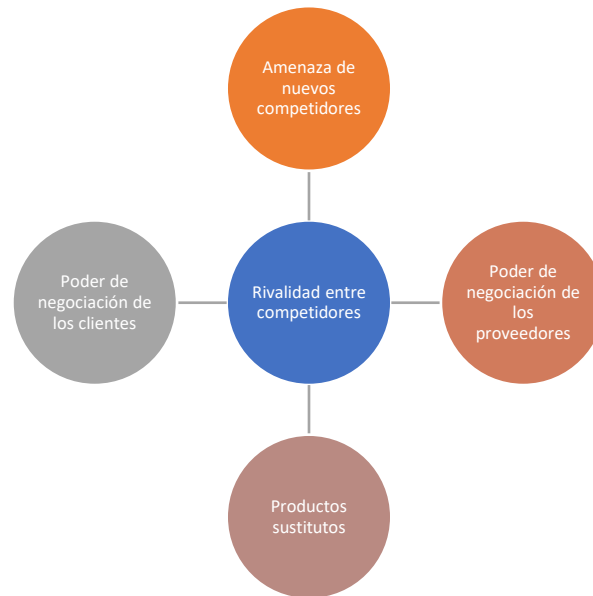 Amenaza de
nuevos
competidores
Poder de
negociación de
los clientes
Rivalidad entre
competidores
Poder de
negociación de
los
proveedores
Productos
sustitutos